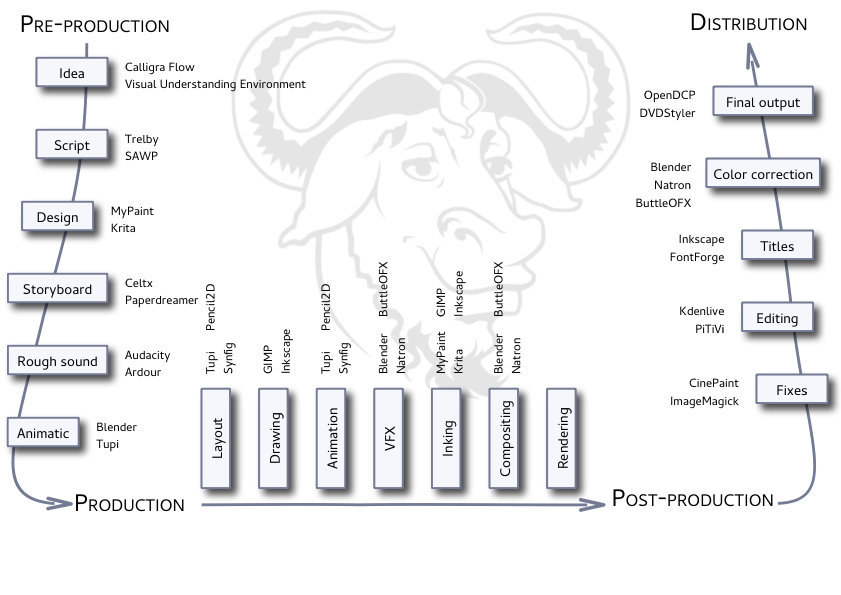 PRE-PRODUCTION
Idea
Calligra Flow
Visual Understanding Environment
Script
Trelby
SAWP
Design
MyPaint
Krita
Storyboard
Celtx
Paperdreamer
Rough sound
Audacity
Ardour
Animatic
Blender
Tupi
PRODUCTION
Tupi Pencil2D
Synfig
Layout
GIMP
Inkscape
Drawing
Tupi Pencil2D
Synfig
Animation
Blender ButtleOFX
Natron
VFX
MyPaint GIMP
Krita Inkscape
Inking
Blender ButtleOFX
Natron
Compositing
Rendering
POST-PRODUCTION
DISTRIBUTION
OpenDCP
DVDStyler
Final output
Blender
Natron
ButtleOFX
Color correction
Inkscape
FontForge
Titles
Kdenlive
PiTiVi
Editing
CinePaint
ImageMagick
Fixes